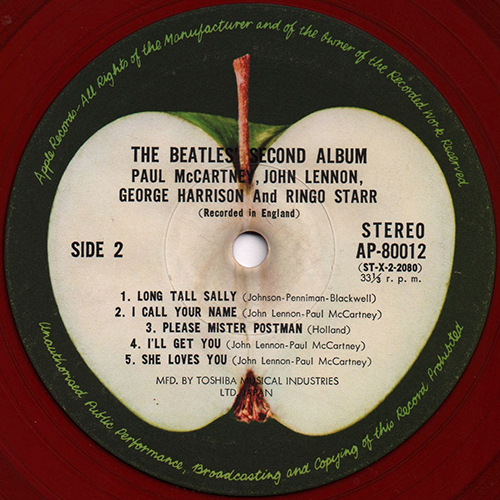 Apple Records-All Rights of the Manufacturer and of the Owner of the Recorded Work Reserved
THE BEATLES' SECOND ALBUM
PAUL McCARTNEY, JOHN LENNON,
GEORGE HARRISON And RINGO STARR
(Recorded in England)
SIDE 2
STEREO
AP-80012
(ST-X-2-2080)
33⅓ r. p. m.
1. LONG TALL SALLY (Johnson-Penniman-Blackwell)
2. I CALL YOUR NAME (John Lennon-Paul McCartney)
3. PLEASE MISTER POSTMAN (Holland)
4. I'LL GET YOU (John Lennon-Paul McCartney)
5. SHE LOVES YOU (John Lennon-Paul McCartney)
MFD. BY TOSHIBA MUSICAL INDUSTRIES
LTD. JAPAN
Unauthorised Public Performance, Broadcasting and Copying of this Record Prohibited